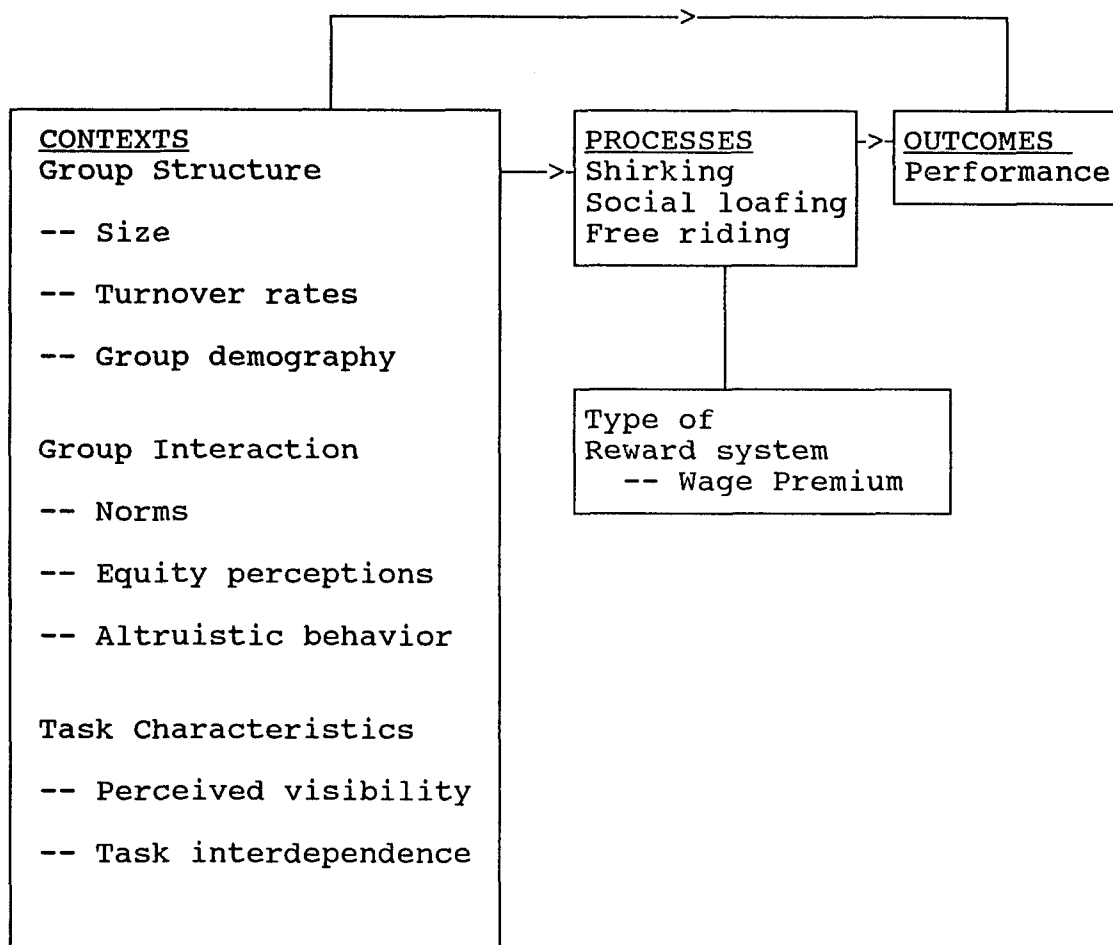 CONTEXTS
Group Structure
-- Size
-- Turnover rates
-- Group demography
Group Interaction
-- Norms
-- Equity perceptions
-- Altruistic behavior
Task Characteristics
-- Perceived visibility
-- Task interdependence
PROCESSES
Shirking
Social loafing
Free riding
Type of
Reward system
-- Wage Premium
OUTCOMES
Performance